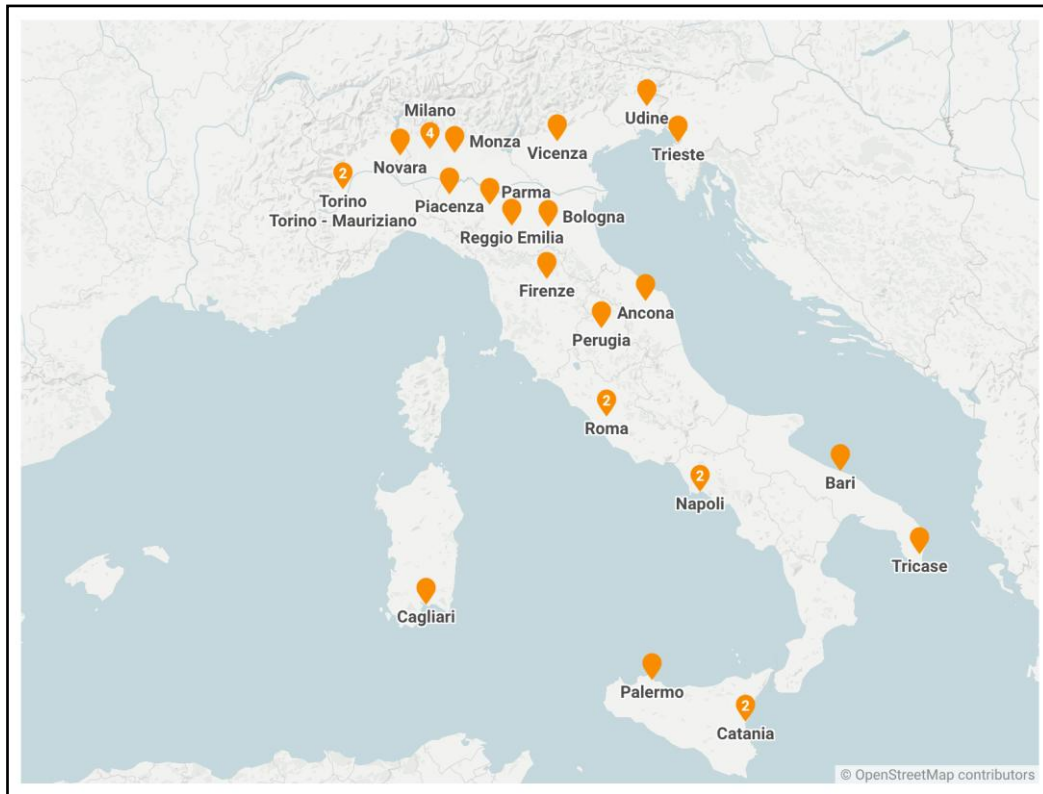 Milano
Udine
4
Monza
Vicenza
Trieste
Novara
2
Torino
Torino - Mauriziano
Piacenza
Parma
Bologna
Reggio Emilia
Firenze
Ancona
Perugia
2
Roma
2
Napoli
Bari
Tricase
Cagliari
Palermo
2
Catania
© OpenStreetMap contributors